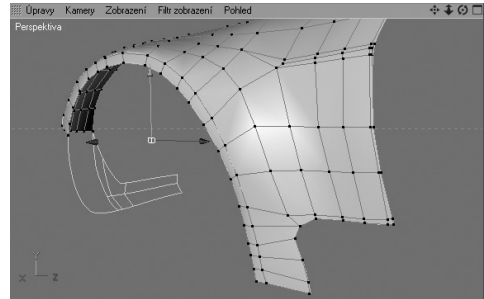 Úpravy Kamery Zobrazení Filtr zobrazení Pohled
Perspektiva
Y
X Z